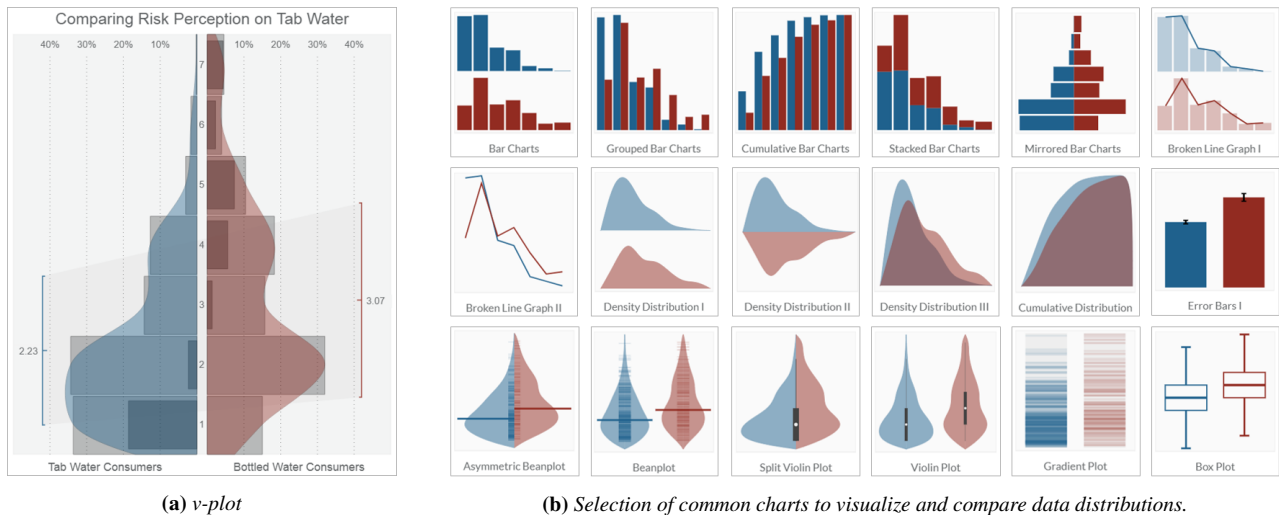 Comparing Risk Perception on Tab Water
40% 30% 20% 10% 10% 20% 30% 40%
7
6
5
4
3
2
1
2.23
3.07
Tab Water Consumers Bottled Water Consumers
(a) v-plot
Bar Charts Grouped Bar Charts Cumulative Bar Charts Stacked Bar Charts Mirrored Bar Charts Broken Line Graph I
Broken Line Graph II Density Distribution I Density Distribution II Density Distribution III Cumulative Distribution Error Bars I
Asymmetric Beanplot Beanplot Split Violin Plot Violin Plot Gradient Plot Box Plot
(b) Selection of common charts to visualize and compare data distributions.